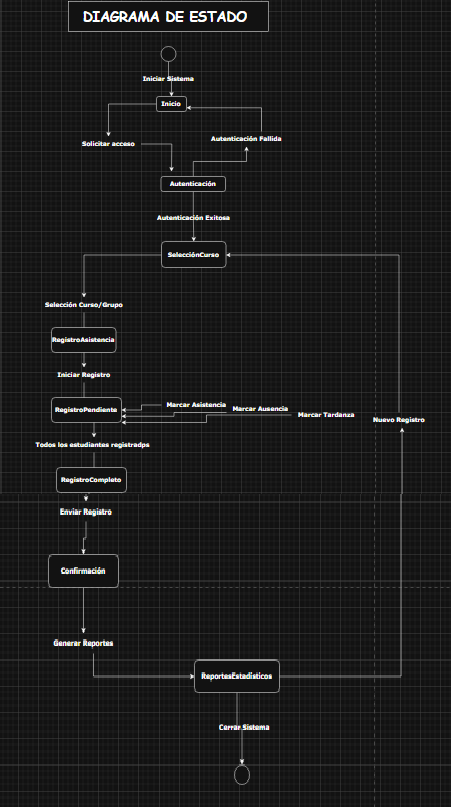 DIAGRAMA DE ESTADO
Iniciar Sistema
Inicio
Autenticación Fallida
Solicitar acceso
Autenticación
Autenticación Exitosa
SelecciónCurso
Selección Curso/Grupo
RegistroAsistencia
Iniciar Registro
RegistroPendiente
Marcar Asistencia
Marcar Ausencia
Marcar Tardanza
Nuevo Registro
Todos los estudiantes registradps
RegistroCompleto
Enviar Registro
Confirmación
Generar Reportes
ReportesEstadísticos
Cerrar Sistema